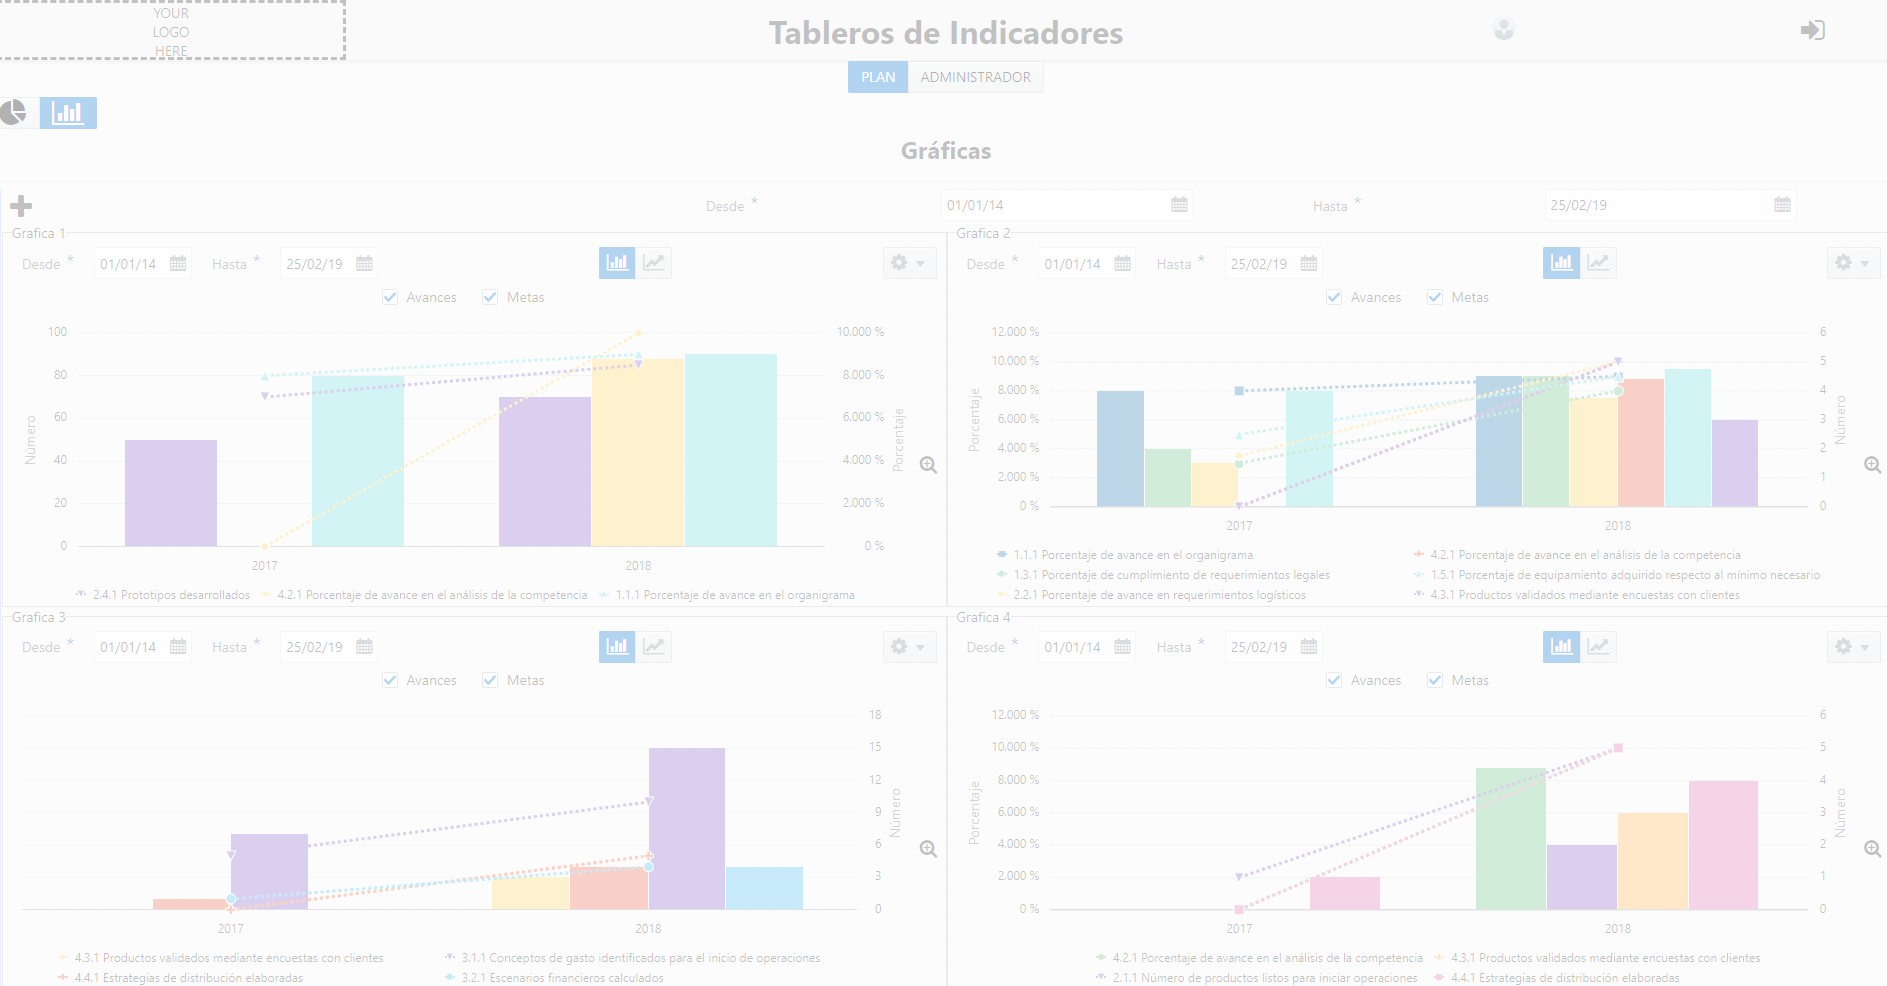 YOUR
LOGO
HERE
Tableros de Indicadores
PLAN ADMINISTRADOR
Gráficas
Desde * 01/01/14 Hasta * 25/02/19
Grafica 1
Desde * 01/01/14 Hasta * 25/02/19
Avances Metas
100 10.000 %
80 8.000 %
60 6.000 %
40 4.000 %
20 2.000 %
0 0 %
Número
Porcentaje
2017 2018
2.4.1 Prototipos desarrollados 4.2.1 Porcentaje de avance en el análisis de la competencia 1.1.1 Porcentaje de avance en el organigrama
Grafica 2
Desde * 01/01/14 Hasta * 25/02/19
Avances Metas
12.000 % 6
10.000 % 5
8.000 % 4
6.000 % 3
4.000 % 2
2.000 % 1
0 % 0
Porcentaje
Número
2017 2018
1.1.1 Porcentaje de avance en el organigrama 4.2.1 Porcentaje de avance en el análisis de la competencia
1.3.1 Porcentaje de cumplimiento de requerimientos legales 1.5.1 Porcentaje de equipamiento adquirido respecto al mínimo necesario
2.2.1 Porcentaje de avance en requerimientos logísticos 4.3.1 Productos validados mediante encuestas con clientes
Grafica 3
Desde * 01/01/14 Hasta * 25/02/19
Avances Metas
18
15
12
9
6
3
0
Número
2017 2018
4.3.1 Productos validados mediante encuestas con clientes 3.1.1 Conceptos de gasto identificados para el inicio de operaciones
4.4.1 Estrategias de distribución elaboradas 3.2.1 Escenarios financieros calculados
Grafica 4
Desde * 01/01/14 Hasta * 25/02/19
Avances Metas
12.000 % 6
10.000 % 5
8.000 % 4
6.000 % 3
4.000 % 2
2.000 % 1
0 % 0
Porcentaje
Número
2017 2018
4.2.1 Porcentaje de avance en el análisis de la competencia 4.3.1 Productos validados mediante encuestas con clientes
2.1.1 Número de productos listos para iniciar operaciones 4.4.1 Estrategias de distribución elaboradas